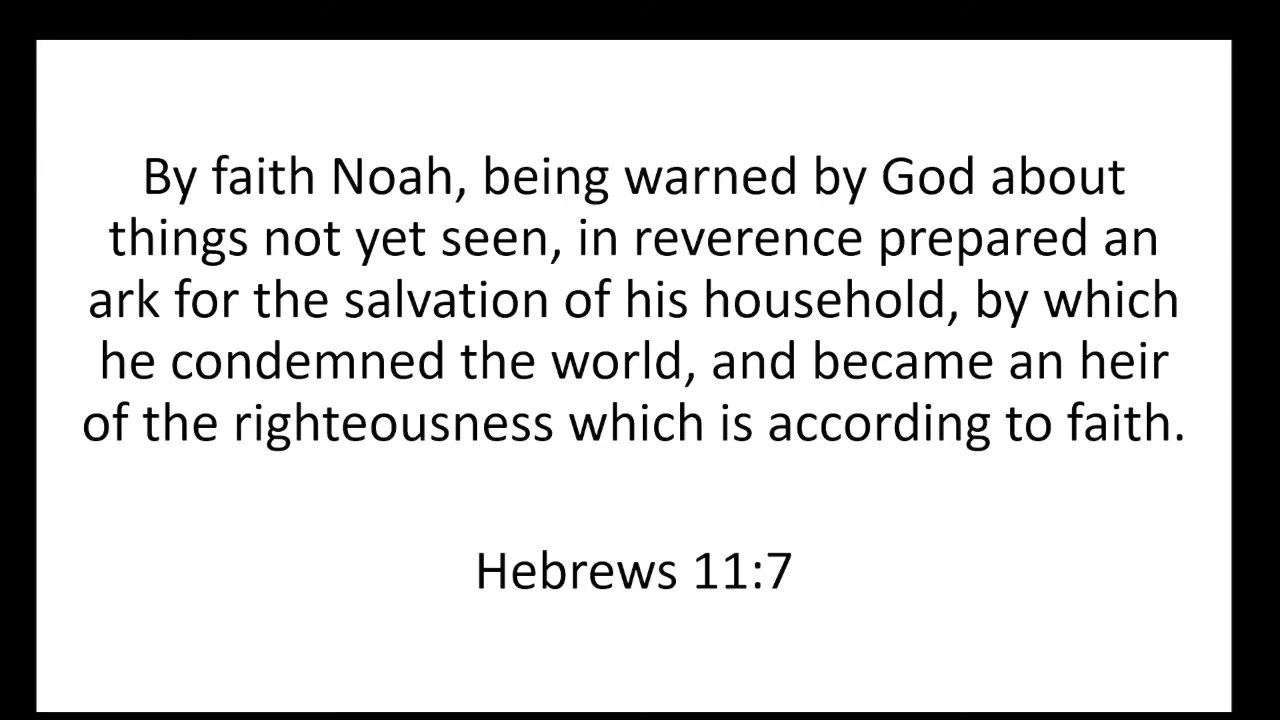 By faith Noah, being warned by God about
things not yet seen, in reverence prepared an
ark for the salvation of his household, by which
he condemned the world, and became an heir
of the righteousness which is according to faith.
Hebrews 11:7